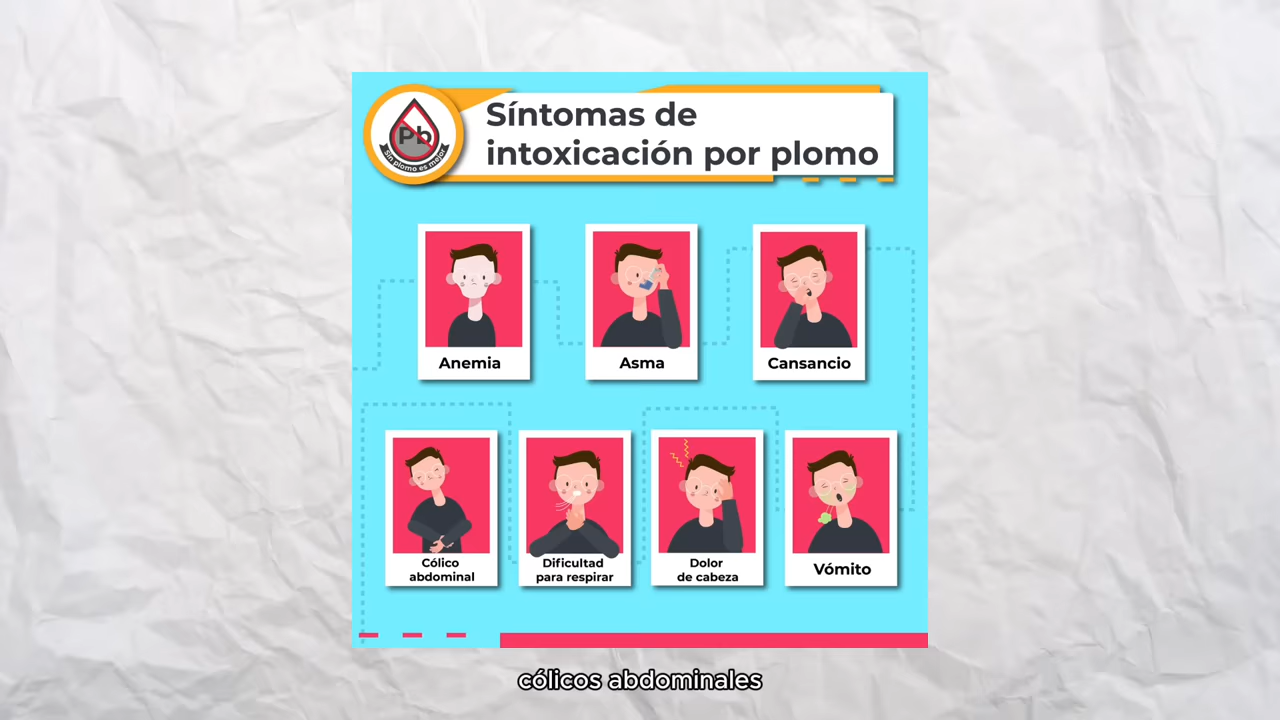 Síntomas de
intoxicación por plomo
Pb
Sin plomo es mejor
Anemia
Asma
Cansancio
Cólico
abdominal
Dificultad
para respirar
Dolor
de cabeza
Vómito
cólicos abdominales